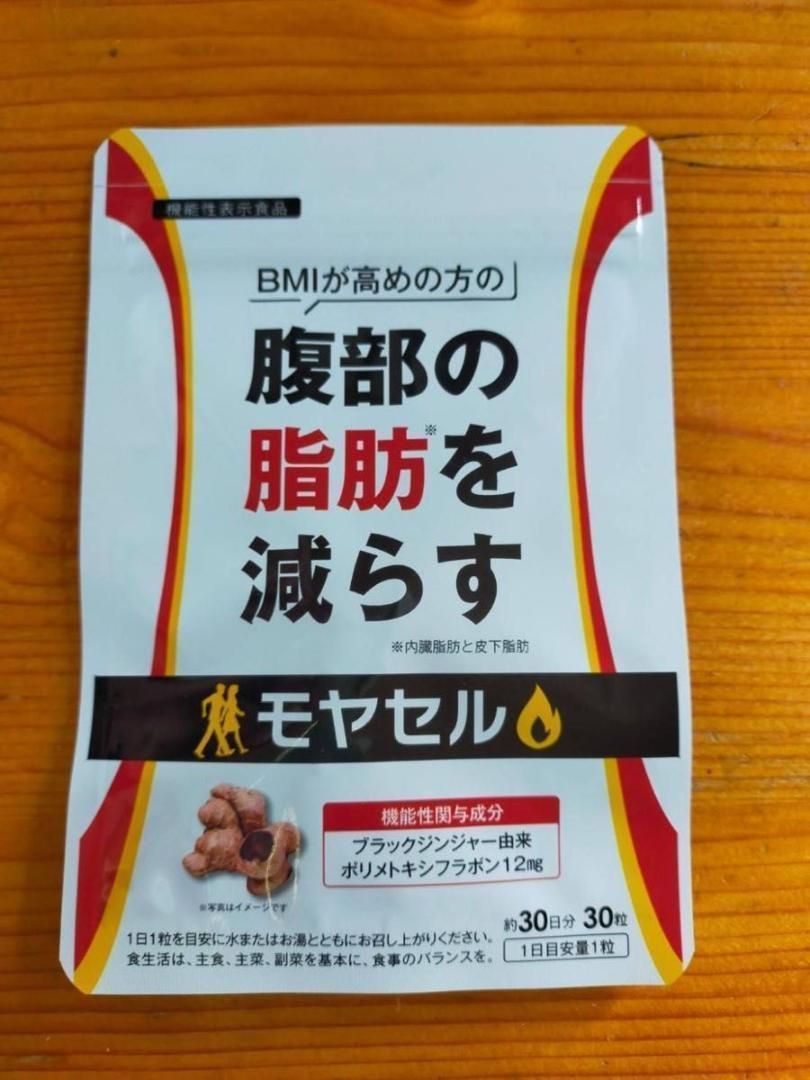 機能性表示食品
BMIが高めの方の
腹部の
脂肪※を
減らす
※内臓脂肪と皮下脂肪
モヤセル
機能性関与成分
ブラックジンジャー由来
ポリメトキシフラボン12mg
※写真はイメージです
約30日分 30粒
1日目安量1粒
1日1粒を目安に水またはお湯とともにお召し上がりください。
食生活は、主食、主菜、副菜を基本に、食事のバランスを。